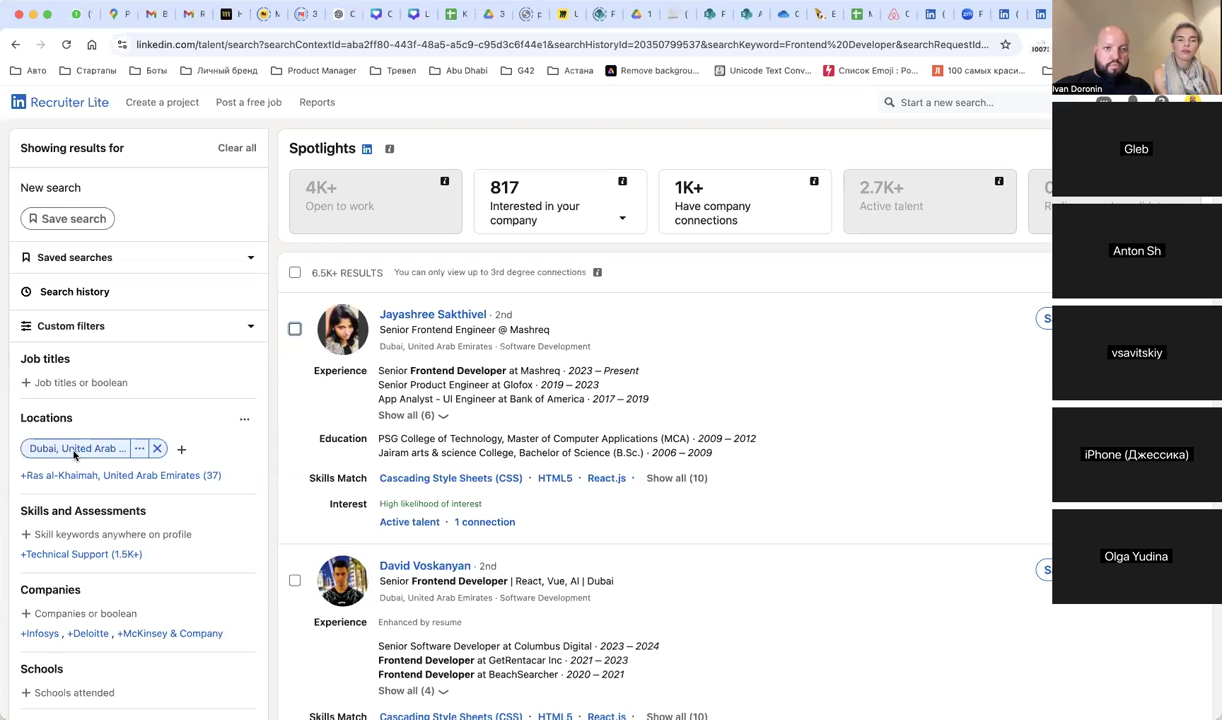 linkedin.com/talent/search?searchContextId=aba2ff80-443f-48a5-a5c9-c95d3c6f44e1&searchHistoryId=20350799537&searchKeyword=Frontend%20Developer&searchRequestId...
Авто
Стартапы
Боты
Личный бренд
Product Manager
Тревел
Abu Dhabi
G42
Астана
Remove backgrou...
Unicode Text Conv...
Список Emoji : Po...
100 самых краси...
Ivan Doronin
in Recruiter Lite
Create a project
Post a free job
Reports
Start a new search...
Showing results for
Clear all
New search
Save search
Saved searches
Search history
Custom filters
Job titles
+ Job titles or boolean
Locations
Dubai, United Arab ...
+Ras al-Khaimah, United Arab Emirates (37)
Skills and Assessments
+ Skill keywords anywhere on profile
+Technical Support (1.5K+)
Companies
+ Companies or boolean
+Infosys , +Deloitte , +McKinsey & Company
Schools
+ Schools attended
Spotlights
4K+
Open to work
817
Interested in your
company
1K+
Have company
connections
2.7K+
Active talent
6.5K+ RESULTS
You can only view up to 3rd degree connections
Jayashree Sakthivel · 2nd
Senior Frontend Engineer @ Mashreq
Dubai, United Arab Emirates · Software Development
Experience
Senior Frontend Developer at Mashreq · 2023 – Present
Senior Product Engineer at Glofox · 2019 – 2023
App Analyst - UI Engineer at Bank of America · 2017 – 2019
Show all (6)
Education
PSG College of Technology, Master of Computer Applications (MCA) · 2009 – 2012
Jairam arts & science College, Bachelor of Science (B.Sc.) · 2006 – 2009
Skills Match
Cascading Style Sheets (CSS) · HTML5 · React.js · Show all (10)
Interest
High likelihood of interest
Active talent · 1 connection
David Voskanyan · 2nd
Senior Frontend Developer | React, Vue, AI | Dubai
Dubai, United Arab Emirates · Software Development
Experience
Enhanced by resume
Senior Software Developer at Columbus Digital · 2023 – 2024
Frontend Developer at GetRentacar Inc · 2021 – 2023
Frontend Developer at BeachSearcher · 2020 – 2021
Show all (4)
Skills Match
Cascading Style Sheets (CSS) · HTML5 · React.js · Show all (10)
Gleb
Anton Sh
vsavitskiy
iPhone (Джессика)
Olga Yudina